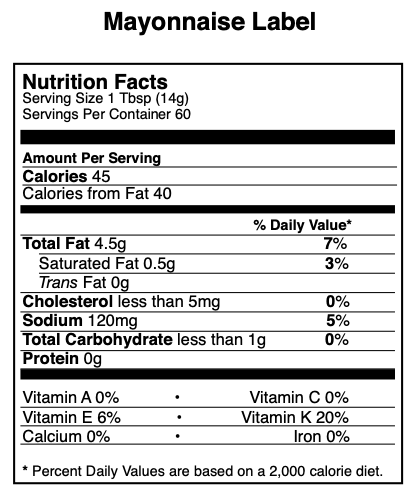 Mayonnaise Label
Nutrition Facts
Serving Size 1 Tbsp (14g)
Servings Per Container 60
Amount Per Serving
Calories 45
Calories from Fat 40
% Daily Value*
Total Fat 4.5g 7%
Saturated Fat 0.5g 3%
Trans Fat 0g
Cholesterol less than 5mg 0%
Sodium 120mg 5%
Total Carbohydrate less than 1g 0%
Protein 0g
Vitamin A 0% • Vitamin C 0%
Vitamin E 6% • Vitamin K 20%
Calcium 0% • Iron 0%
* Percent Daily Values are based on a 2,000 calorie diet.